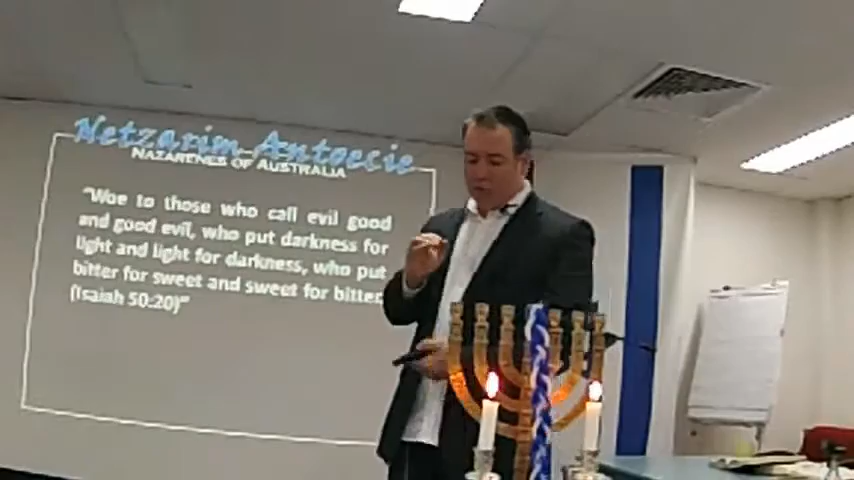 Netzarim Antoecie
NAZARENES OF AUSTRALIA
"Woe to those who call evil good
and good evil, who put darkness for
light and light for darkness, who put
bitter for sweet and sweet for bitter
(Isaiah 50:20)"